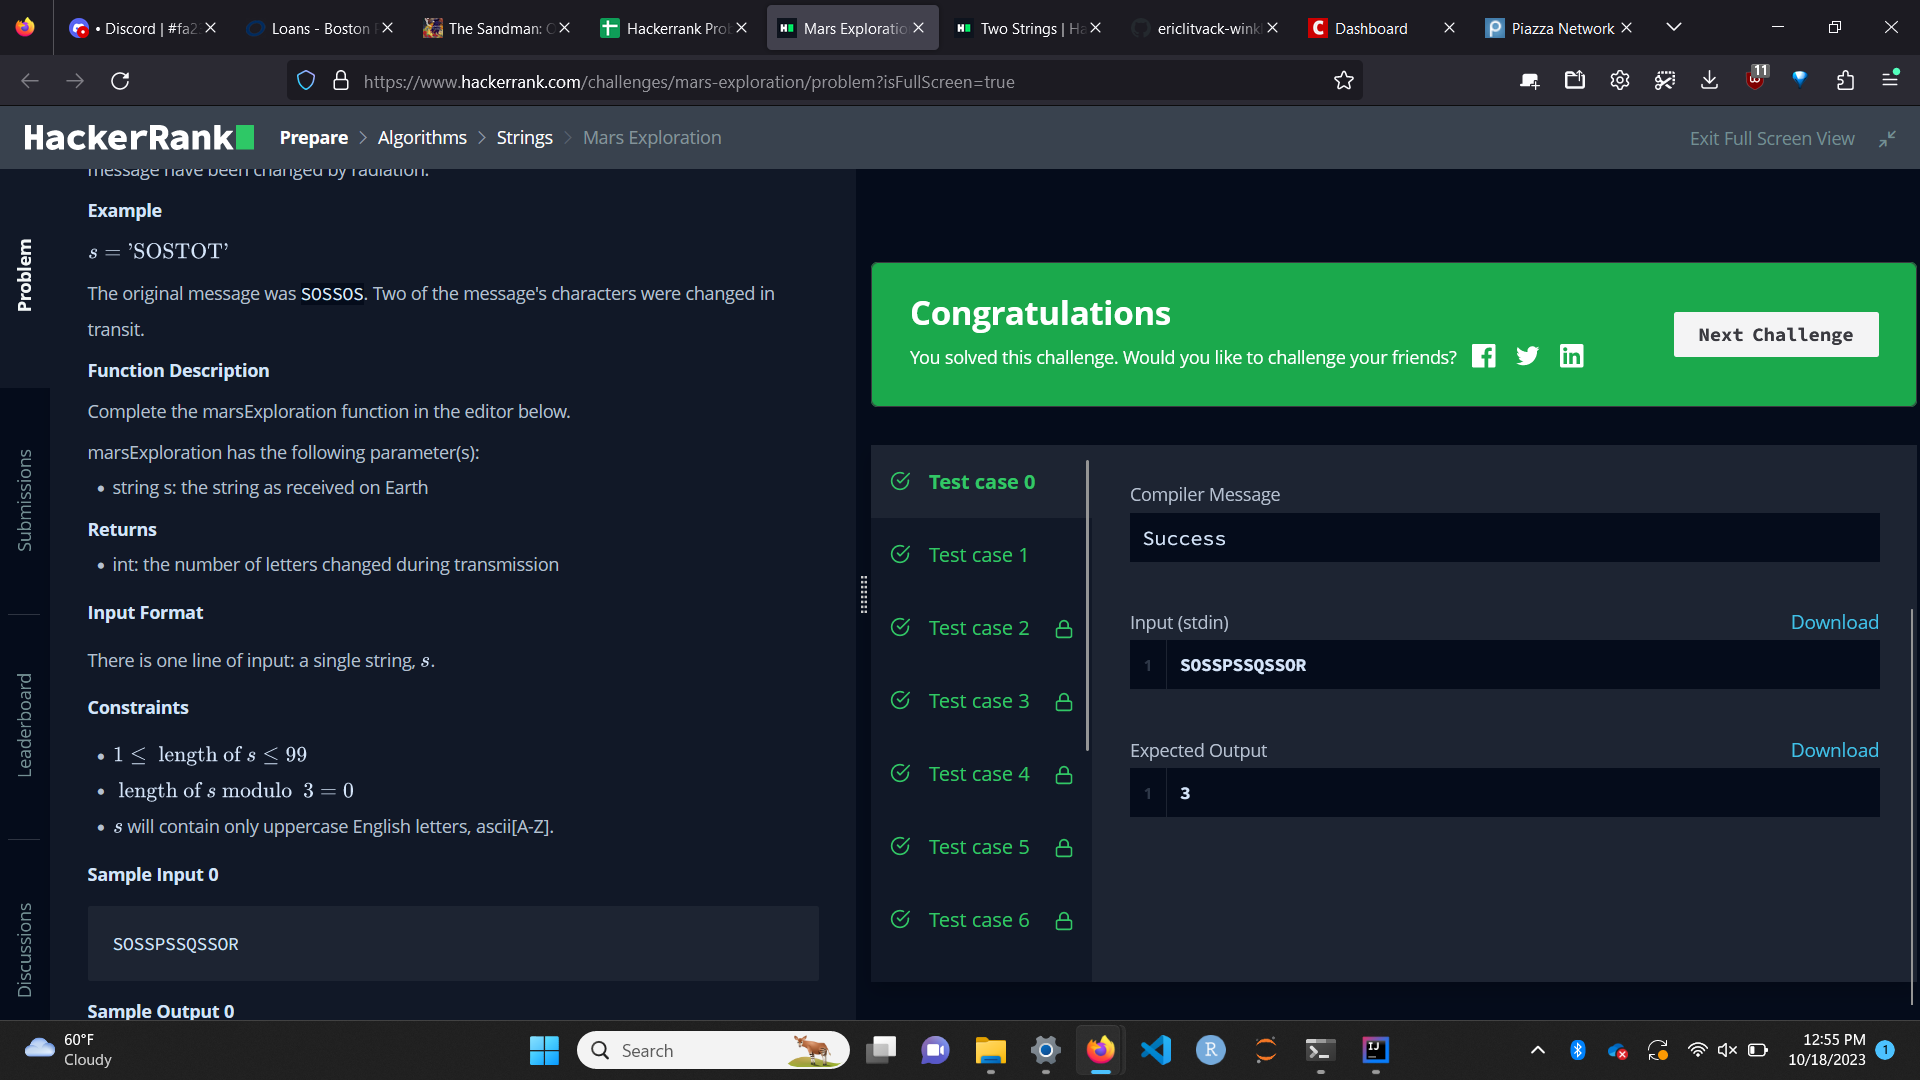 • Discord | #fa2
Loans - Boston
The Sandman:
Hackerrank Pro
Mars Exploratio
Two Strings | Ha
ericlitvack-wink
Dashboard
Piazza Network
https://www.hackerrank.com/challenges/mars-exploration/problem?isFullScreen=true
11
HackerRank
Prepare > Algorithms > Strings > Mars Exploration
Exit Full Screen View
message have been changed by radiation.
Example
s = 'SOSTOT'
The original message was SOSSOS. Two of the message's characters were changed in
transit.
Function Description
Complete the marsExploration function in the editor below.
marsExploration has the following parameter(s):
• string s: the string as received on Earth
Returns
• int: the number of letters changed during transmission
Input Format
There is one line of input: a single string, s.
Constraints
• 1 ≤ length of s ≤ 99
• length of s modulo 3 = 0
• s will contain only uppercase English letters, ascii[A-Z].
Sample Input 0
SOSSPSSQSSOR
Sample Output 0
Problem
Submissions
Leaderboard
Discussions
Congratulations
You solved this challenge. Would you like to challenge your friends?
Next Challenge
Test case 0
Test case 1
Test case 2
Test case 3
Test case 4
Test case 5
Test case 6
Compiler Message
Success
Input (stdin)
Download
1 SOSSPSSQSSOR
Expected Output
Download
1 3
60°F
Cloudy
Search
12:55 PM
10/18/2023
1